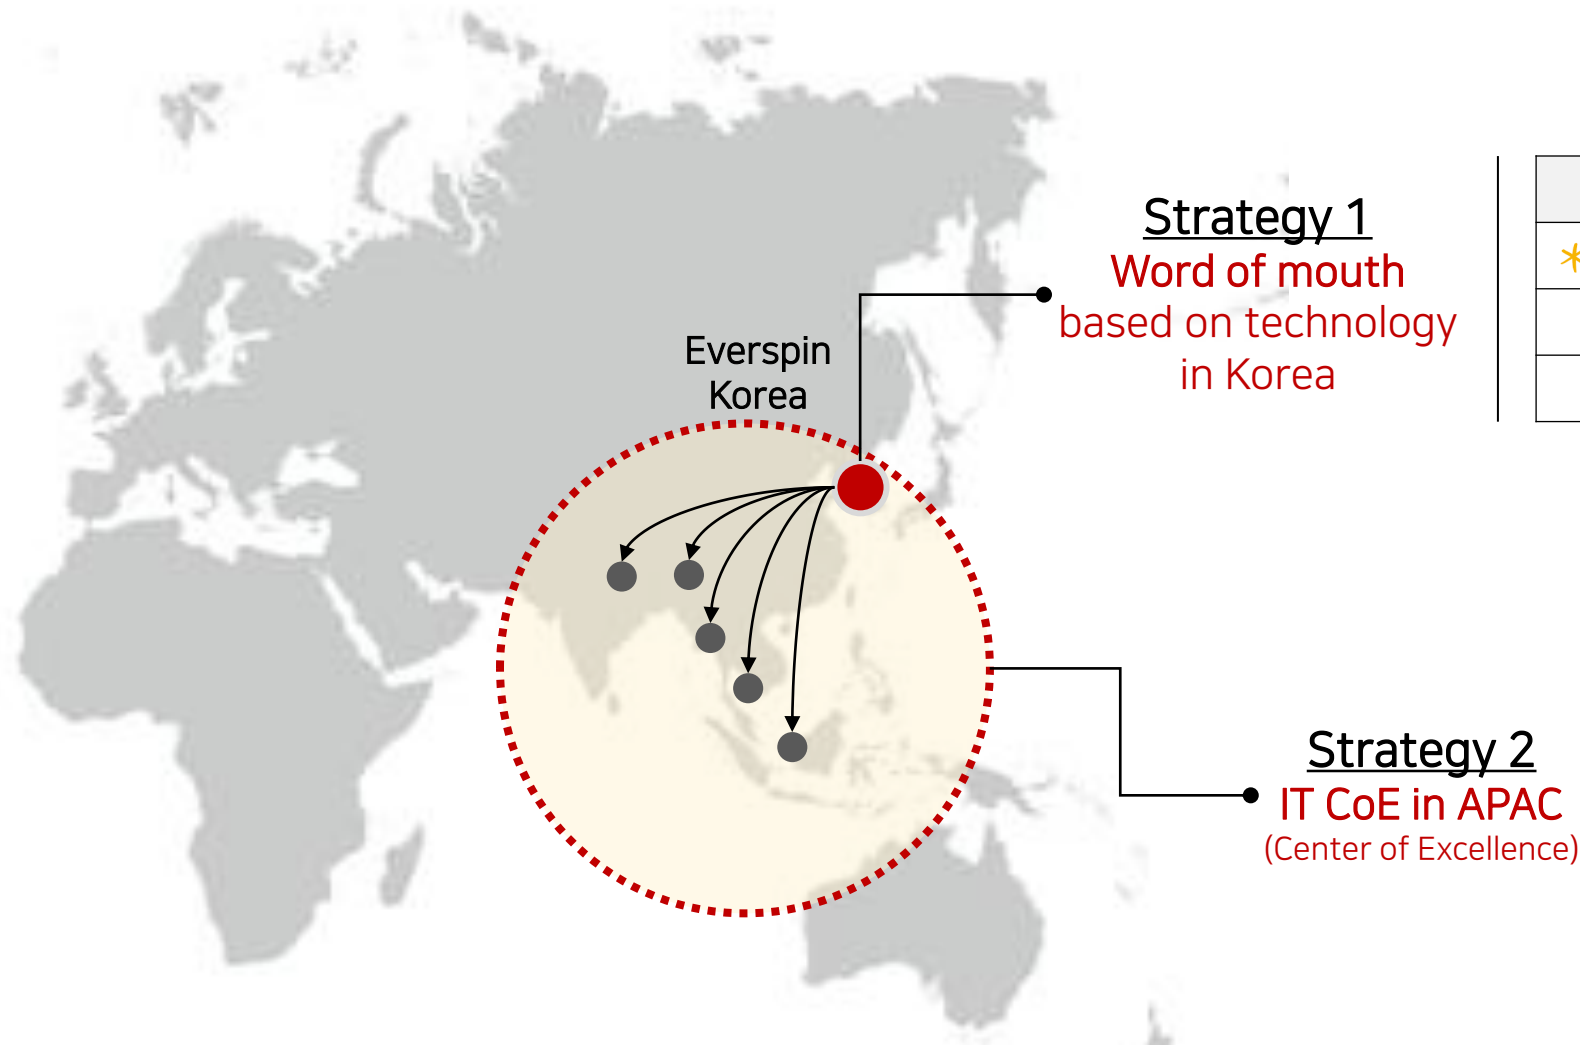 Strategy 1
Word of mouth
based on technology
in Korea
Everspin
Korea
Strategy 2
IT CoE in APAC
(Center of Excellence)